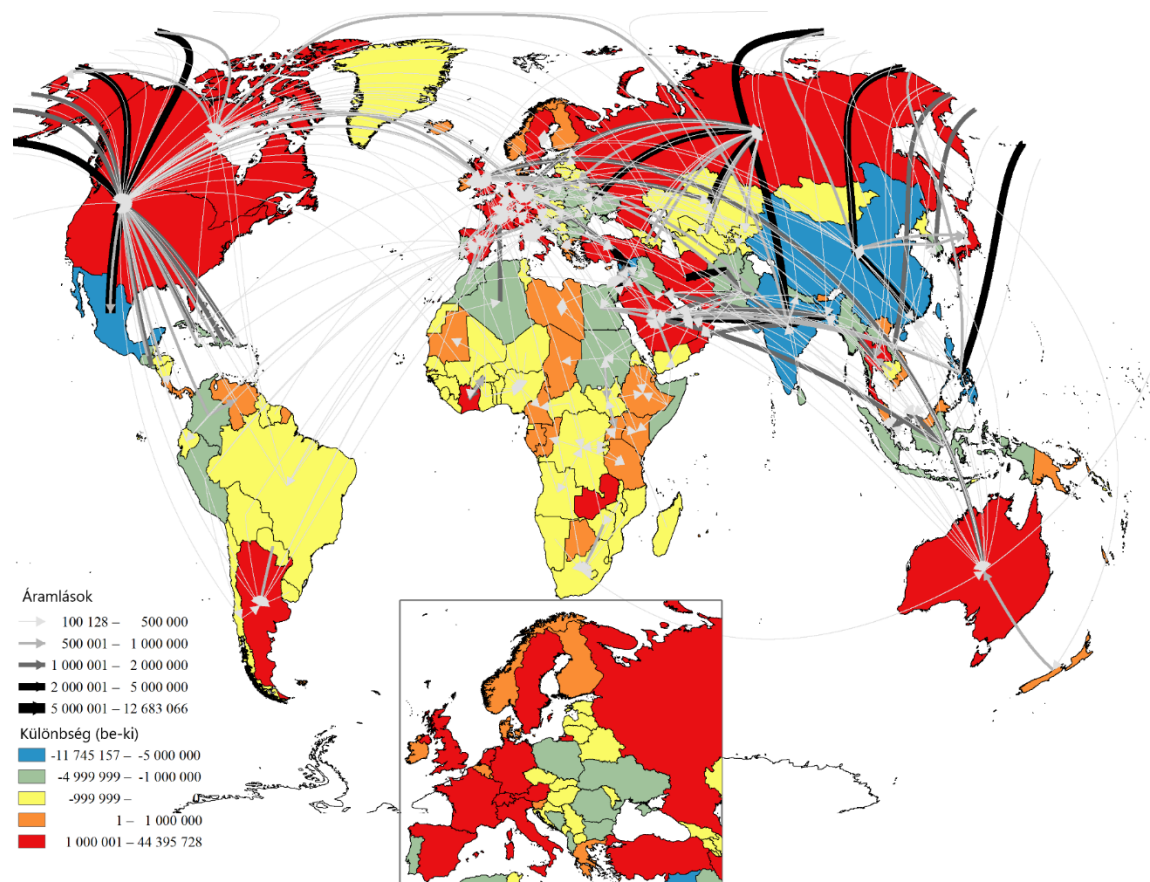 Áramlások
100 128 – 500 000
500 001 – 1 000 000
1 000 001 – 2 000 000
2 000 001 – 5 000 000
5 000 001 – 12 683 066
Különbség (be-ki)
-11 745 157 – -5 000 000
-4 999 999 – -1 000 000
-999 999 –
1 – 1 000 000
1 000 001 – 44 395 728